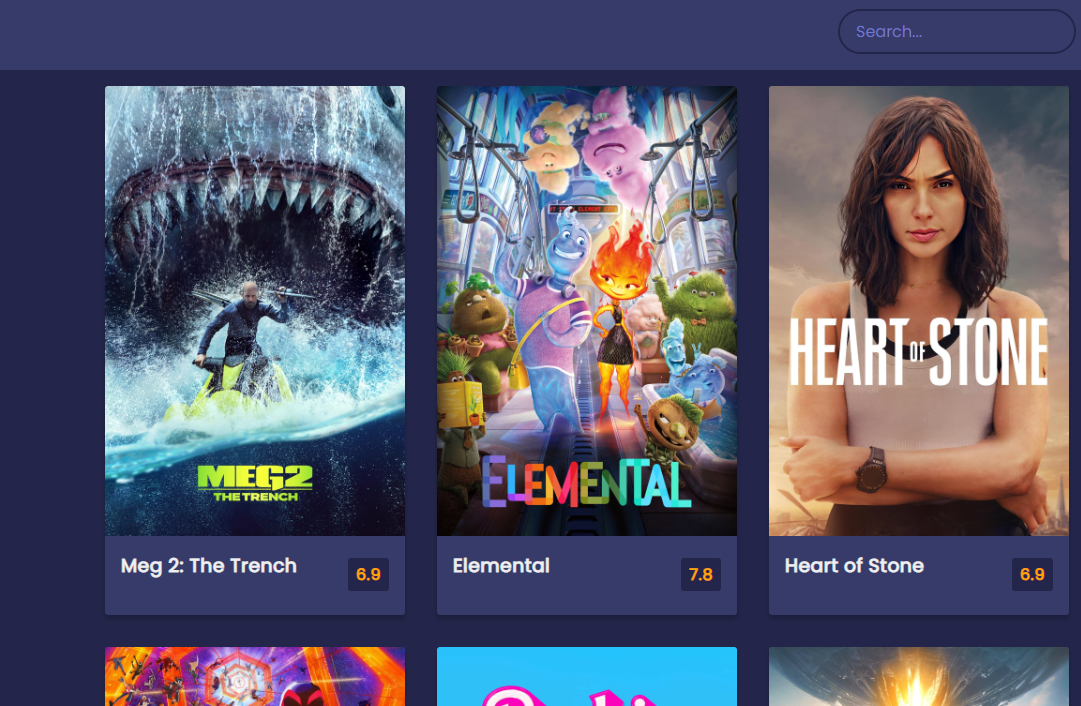 Search...
MEG2
THE TRENCH
ELEMENTAL
HEART OF STONE
Meg 2: The Trench
6.9
Elemental
7.8
Heart of Stone
6.9